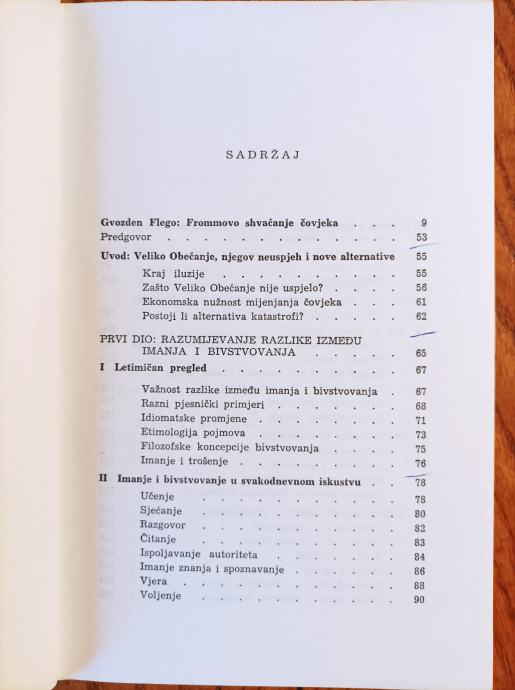 SADRŽAJ
Gvozden Flego: Frommovo shvaćanje čovjeka . . . 9
Predgovor . . . . . . . . . . . . 53
Uvod: Veliko Obećanje, njegov neuspjeh i nove alternative 55
Kraj iluzije . . . . . . . . . 55
Zašto Veliko Obećanje nije uspjelo? . . . . 56
Ekonomska nužnost mijenjanja čovjeka . . . 61
Postoji li alternativa katastrofi? . . . . 62
PRVI DIO: RAZUMIJEVANJE RAZLIKE IZMEĐU
IMANJA I BIVSTVOVANJA . . . . . 65
I Letimičan pregled . . . . . . . . . 67
Važnost razlike između imanja i bivstvovanja . 67
Razni pjesnički primjeri . . . . . . 68
Idiomatske promjene . . . . . . . 71
Etimologija pojmova . . . . . . . 73
Filozofske koncepcije bivstvovanja . . . . 75
Imanje i trošenje . . . . . . . . 76
II Imanje i bivstvovanje u svakodnevnom iskustvu . . 78
Učenje . . . . . . . . . . 78
Sjećanje . . . . . . . . . . 80
Razgovor . . . . . . . . . . 82
Čitanje . . . . . . . . . . 83
Ispoljavanje autoriteta . . . . . . . 84
Imanje znanja i spoznavanje . . . . . 86
Vjera . . . . . . . . . . . 88
Voljenje . . . . . . . . . . 90